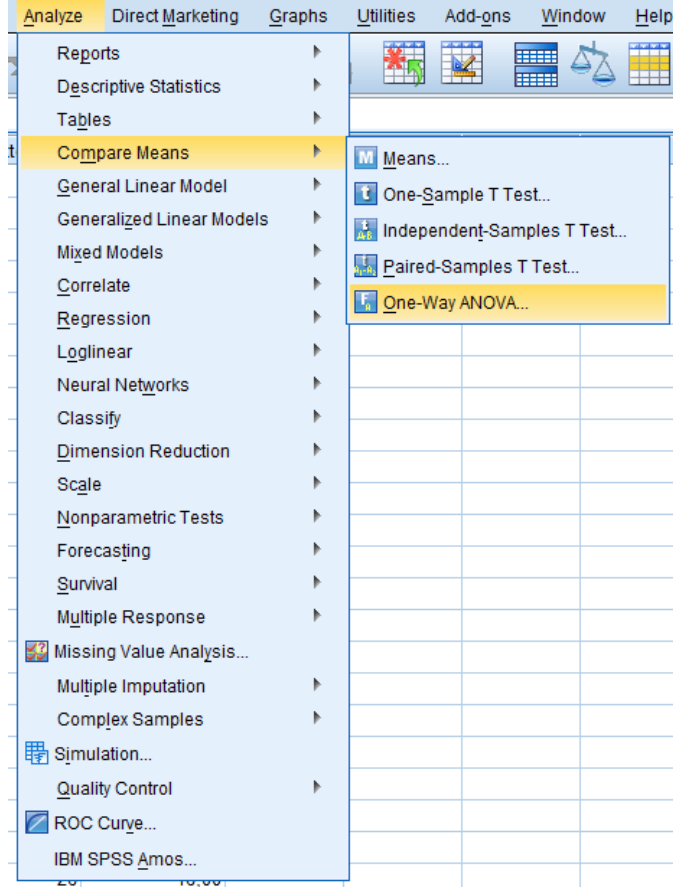 Analyze Direct Marketing Graphs Utilities Add-ons Window Help
Reports
Descriptive Statistics
Tables
Compare Means
General Linear Model
Generalized Linear Models
Mixed Models
Correlate
Regression
Loglinear
Neural Networks
Classify
Dimension Reduction
Scale
Nonparametric Tests
Forecasting
Survival
Multiple Response
Missing Value Analysis...
Multiple Imputation
Complex Samples
Simulation...
Quality Control
ROC Curve...
IBM SPSS Amos...
Means...
One-Sample T Test...
Independent-Samples T Test...
Paired-Samples T Test...
One-Way ANOVA...